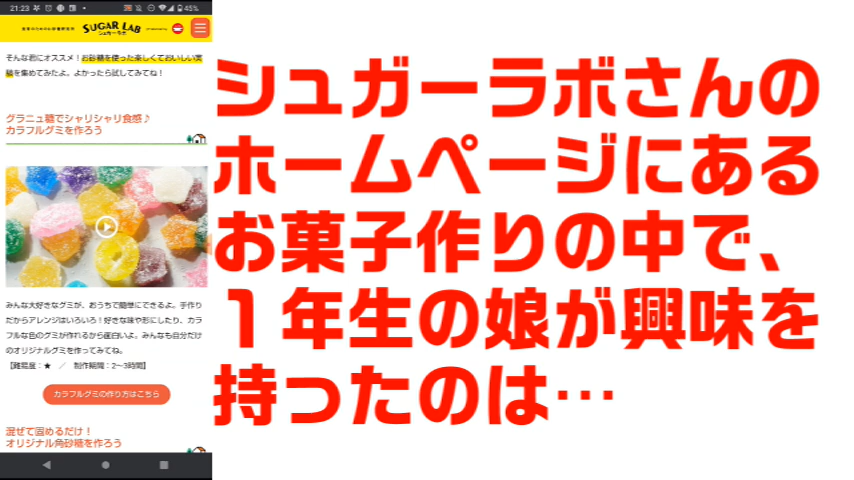 21:23
45%
SUGAR LAB
シュガーラボ
そんな君にオススメ！お砂糖を使った楽しくておいしい実
験を集めてみたよ。よかったら試してみてね！
グラニュ糖でシャリシャリ食感♪
カラフルグミを作ろう
みんな大好きなグミが、おうちで簡単にできるよ。手作り
だからアレンジはいろいろ！好きな味や形にしたり、カラ
フルな色のグミが作れるから面白いよ。みんなも自分だけ
のオリジナルグミを作ってみてね。
【難易度：★　／　制作期間：2～3時間】
カラフルグミの作り方はこちら
混ぜて固めるだけ！
オリジナル角砂糖を作ろう
シュガーラボさんの
ホームページにある
お菓子作りの中で、
１年生の娘が興味を
持ったのは…